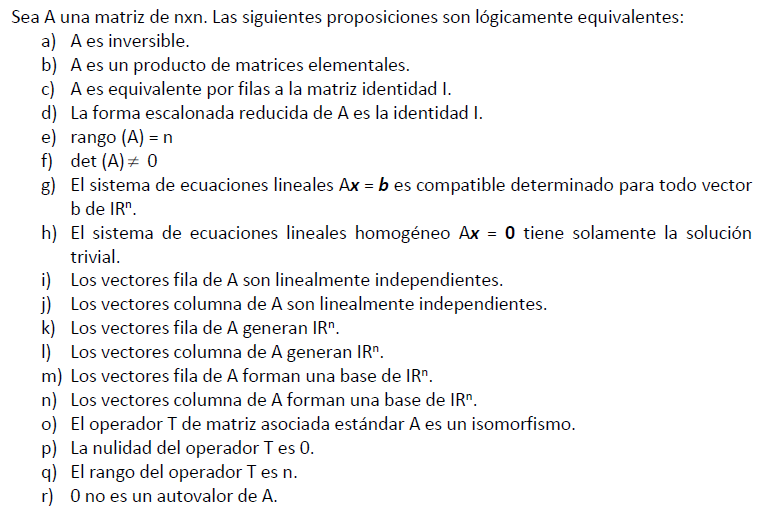 Sea A una matriz de nxn. Las siguientes proposiciones son lógicamente equivalentes:
a) A es inversible.
b) A es un producto de matrices elementales.
c) A es equivalente por filas a la matriz identidad I.
d) La forma escalonada reducida de A es la identidad I.
e) rango (A) = n
f) det (A) ≠ 0
g) El sistema de ecuaciones lineales Ax = b es compatible determinado para todo vector
b de IRⁿ.
h) El sistema de ecuaciones lineales homogéneo Ax = 0 tiene solamente la solución
trivial.
i) Los vectores fila de A son linealmente independientes.
j) Los vectores columna de A son linealmente independientes.
k) Los vectores fila de A generan IRⁿ.
l) Los vectores columna de A generan IRⁿ.
m) Los vectores fila de A forman una base de IRⁿ.
n) Los vectores columna de A forman una base de IRⁿ.
o) El operador T de matriz asociada estándar A es un isomorfismo.
p) La nulidad del operador T es 0.
q) El rango del operador T es n.
r) 0 no es un autovalor de A.